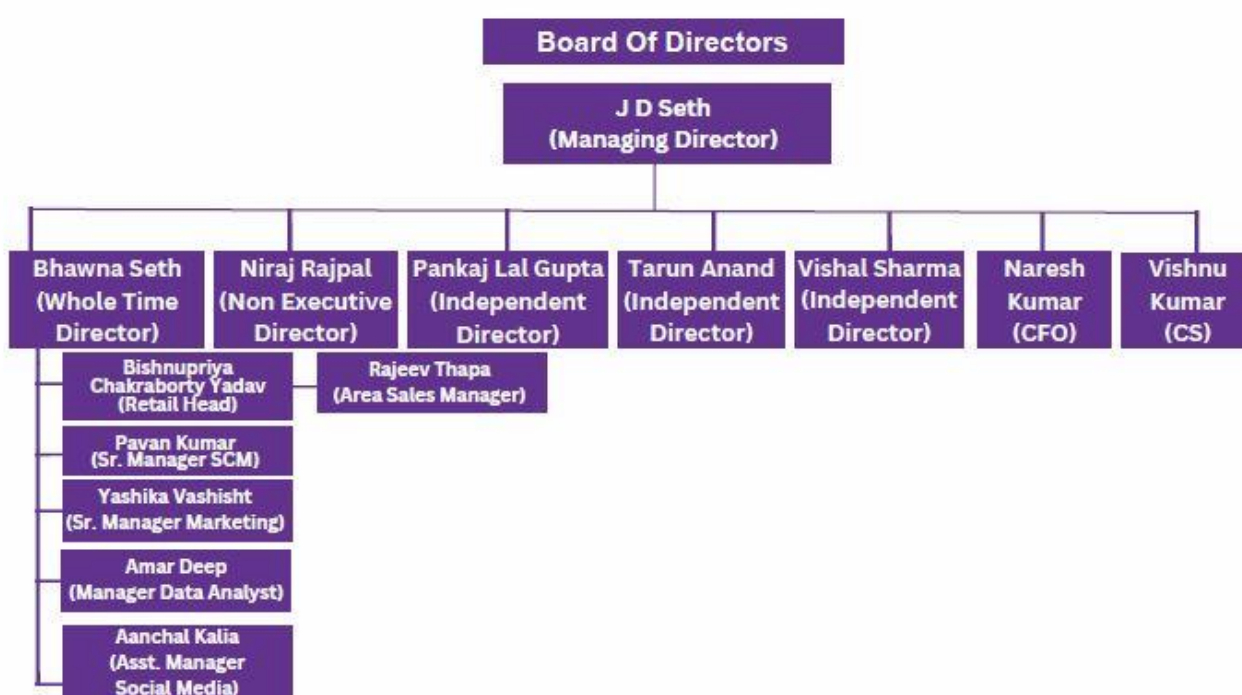 Board Of Directors
J D Seth
(Managing Director)
Bhawna Seth
(Whole Time
Director)
Niraj Rajpal
(Non Executive
Director)
Pankaj Lal Gupta
(Independent
Director)
Tarun Anand
(Independent
Director)
Vishal Sharma
(Independent
Director)
Naresh
Kumar
(CFO)
Vishnu
Kumar
(CS)
Bishnupriya
Chakraborty Yadav
(Retail Head)
Rajeev Thapa
(Area Sales Manager)
Pavan Kumar
(Sr. Manager SCM)
Yashika Vashisht
(Sr. Manager Marketing)
Amar Deep
(Manager Data Analyst)
Aanchal Kalia
(Asst. Manager
Social Media)